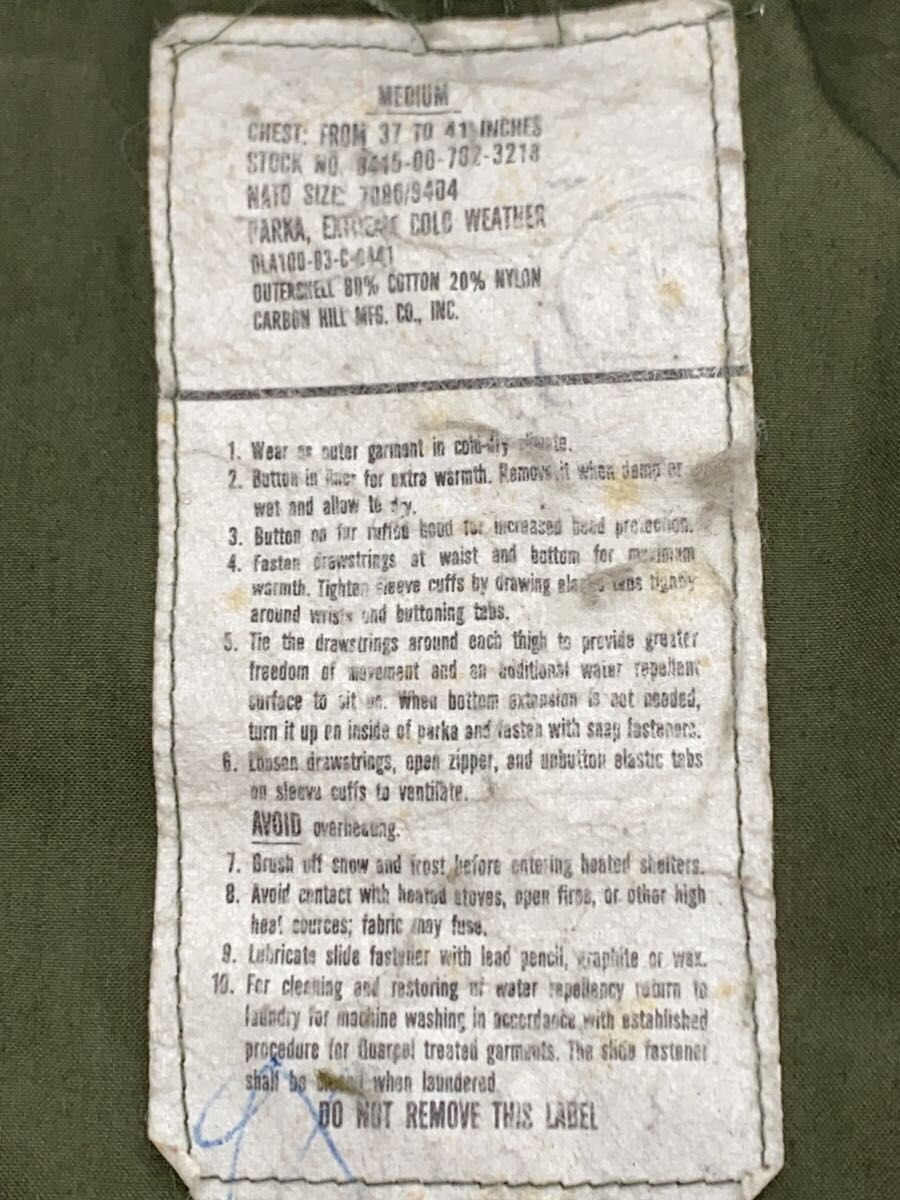 MEDIUM
CHEST: FROM 37 TO 41 INCHES
STOCK NO. 8415-00-782-3218
NATO SIZE: 7080/9404
PARKA, EXTREME COLD WEATHER
DLA100-83-C-4441
OUTERSHELL 80% COTTON 20% NYLON
CARBON HILL MFG. CO., INC.
1. Wear as outer garment in cold-dry climate.
2. Button in liner for extra warmth. Remove it when damp or
wet and allow to dry.
3. Button on fur ruffed hood for increased head protection.
4. Fasten drawstrings at waist and bottom for maximum
warmth. Tighten sleeve cuffs by drawing elastic tabs tightly
around wrists and buttoning tabs.
5. Tie the drawstrings around each thigh to provide greater
freedom of movement and an additional water repellent
surface to sit on. When bottom extension is not needed,
turn it up on inside of parka and fasten with snap fasteners.
6. Loosen drawstrings, open zipper, and unbutton elastic tabs
on sleeve cuffs to ventilate.
AVOID overheating.
7. Brush off snow and frost before entering heated shelters.
8. Avoid contact with heated stoves, open fires, or other high
heat sources; fabric may fuse.
9. Lubricate slide fastener with lead pencil, graphite or wax.
10. For cleaning and restoring of water repellency return to
laundry for machine washing in accordance with established
procedure for Quarpel treated garments. The slide fastener
shall be closed when laundered
DO NOT REMOVE THIS LABEL